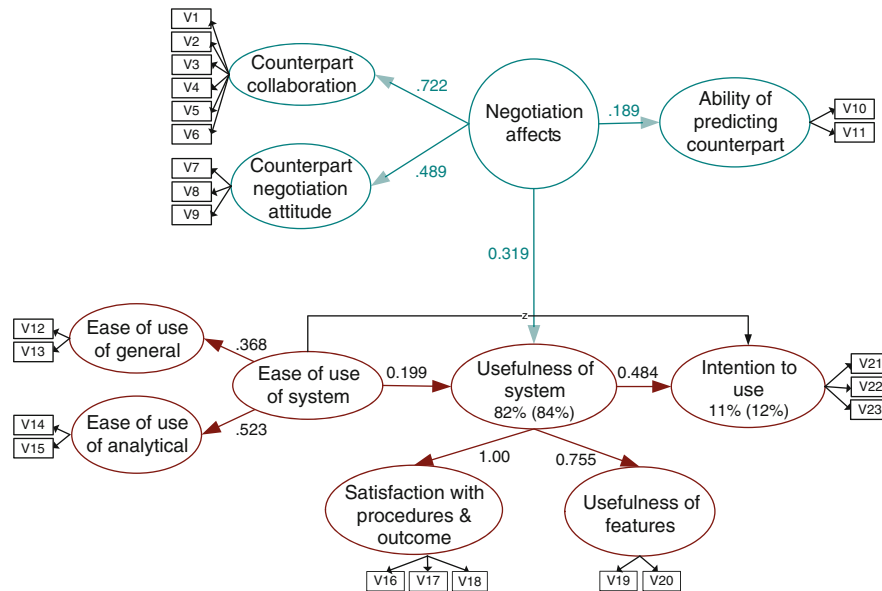 V1
V2
V3
V4
V5
V6
Counterpart
collaboration
.722
Negotiation
affects
.189
Ability of
predicting
counterpart
V10
V11
V7
V8
V9
Counterpart
negotiation
attitude
.489
0.319
z
V12
V13
Ease of use
of general
.368
Ease of use
of system
0.199
Usefulness of
system
82% (84%)
0.484
Intention to
use
11% (12%)
V21
V22
V23
V14
V15
Ease of use
of analytical
.523
1.00
0.755
Satisfaction with
procedures &
outcome
Usefulness of
features
V16
V17
V18
V19
V20